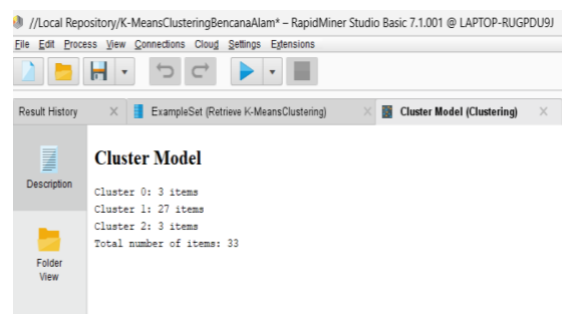 //Local Repository/K-MeansClusteringBencanaAlam* – RapidMiner Studio Basic 7.1.001 @ LAPTOP-RUGPDU9J
File Edit Process View Connections Cloud Settings Extensions
Result History ExampleSet (Retrieve K-MeansClustering) Cluster Model (Clustering)
Description
Cluster Model
Cluster 0: 3 items
Cluster 1: 27 items
Cluster 2: 3 items
Total number of items: 33
Folder
View